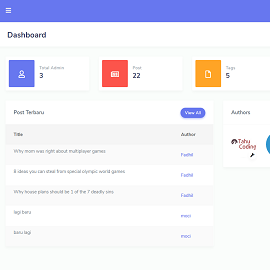 Dashboard
Total Admin
3
Post
22
Tags
5
Post Terbaru
View All
Title
Author
Why mom was right about multiplayer games
Fadhil
8 ideas you can steal from special olympic world games
Fadhil
Why house plans should be 1 of the 7 deadly sins
Fadhil
lagi baru
meci
baru lagi
meci
Authors
Tahu
Coding